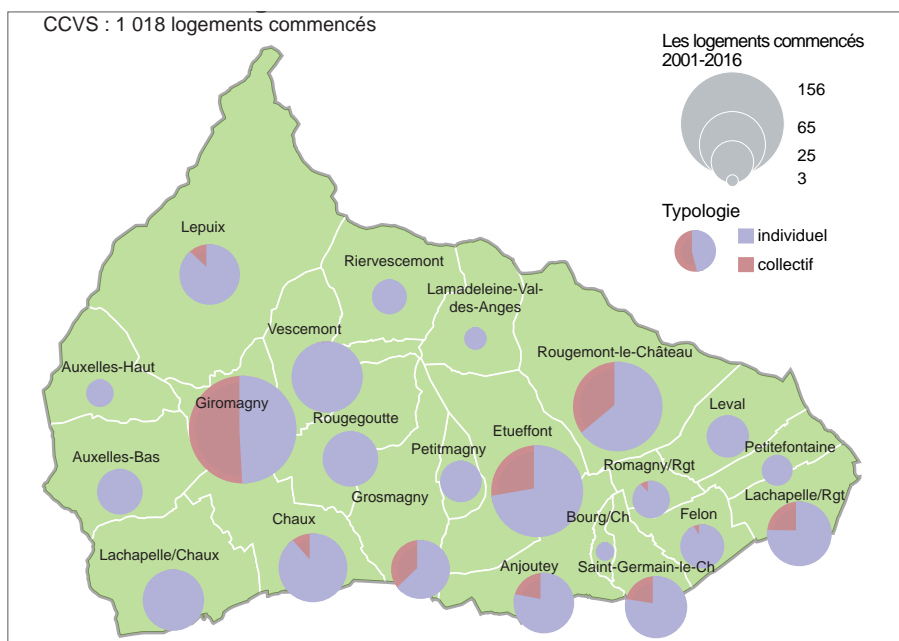 CCVS : 1 018 logements commencés
Les logements commencés
2001-2016
156
65
25
3
Typologie
individuel
collectif
Lepuix
Riervescemont
Lamadeleine-Val-
des-Anges
Vescemont
Rougemont-le-Château
Auxelles-Haut
Giromagny
Rougegoutte
Leval
Etueffont
Petitmagny
Auxelles-Bas
Romagny/Rgt
Petitefontaine
Grosmagny
Lachapelle/Rgt
Bourg/Ch
Felon
Chaux
Lachapelle/Chaux
Anjoutey
Saint-Germain-le-Ch